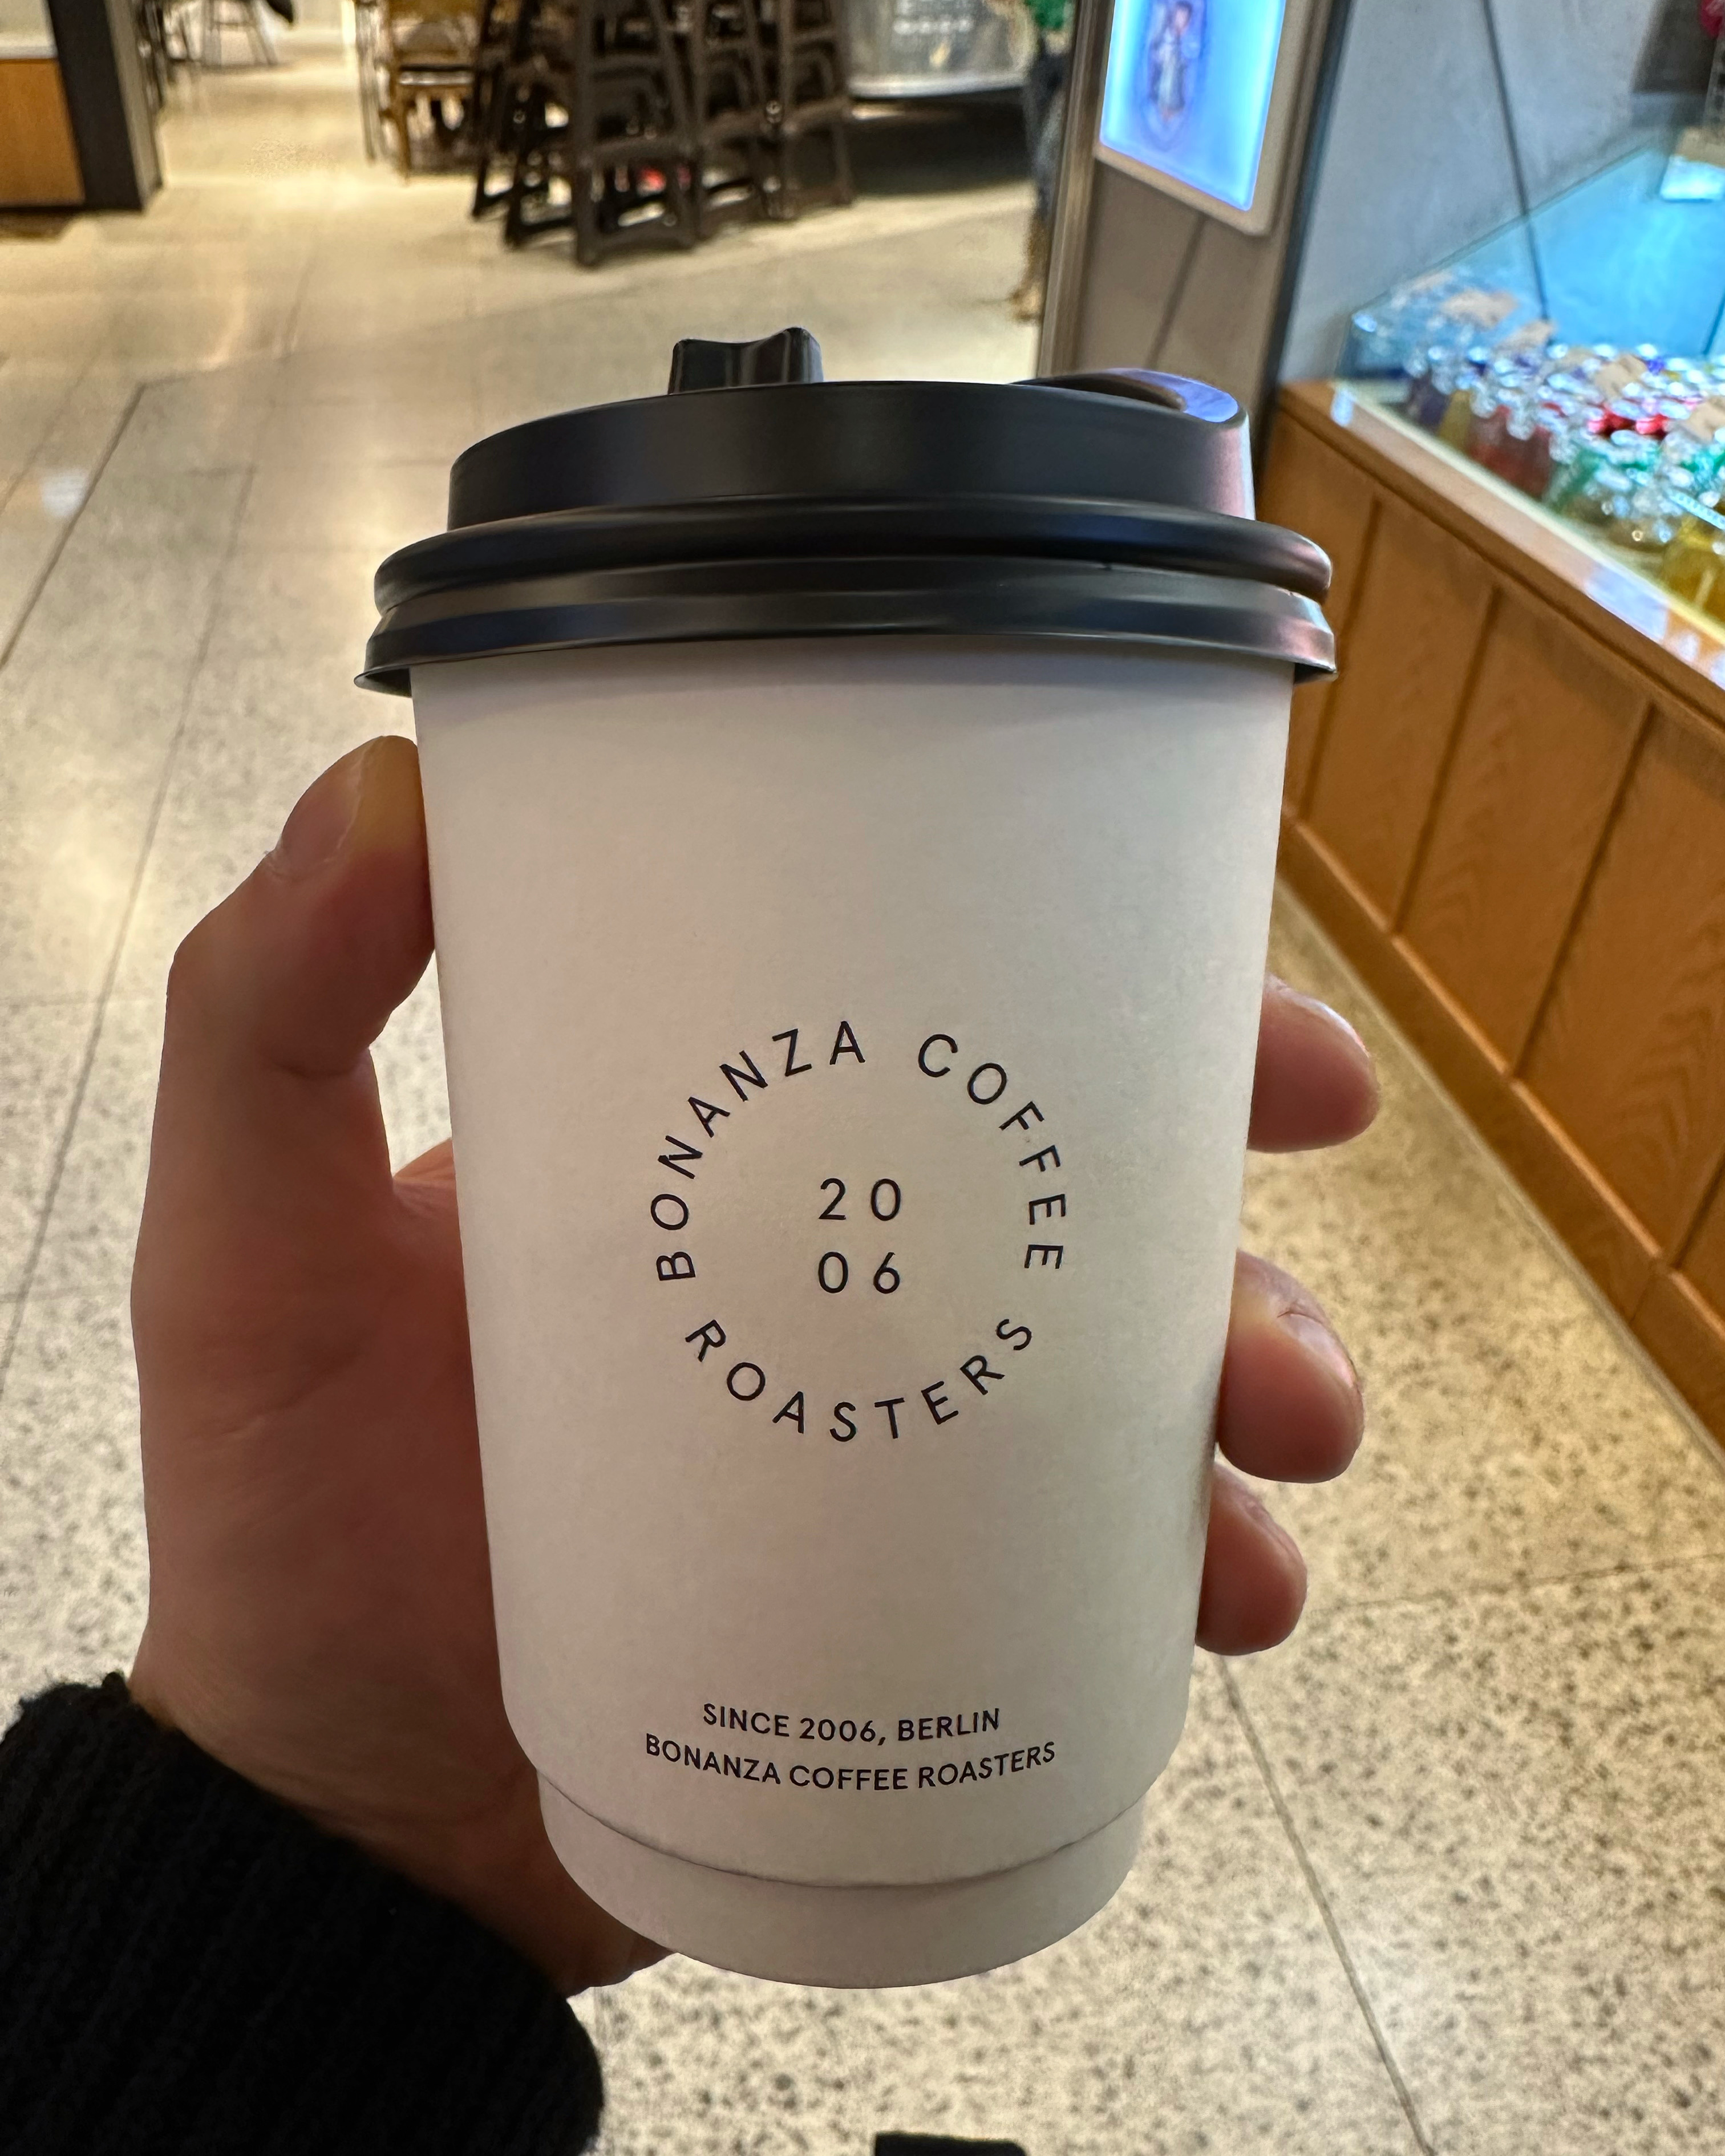 BONANZA COFFEE
20
06
ROASTERS
SINCE 2006, BERLIN
BONANZA COFFEE ROASTERS